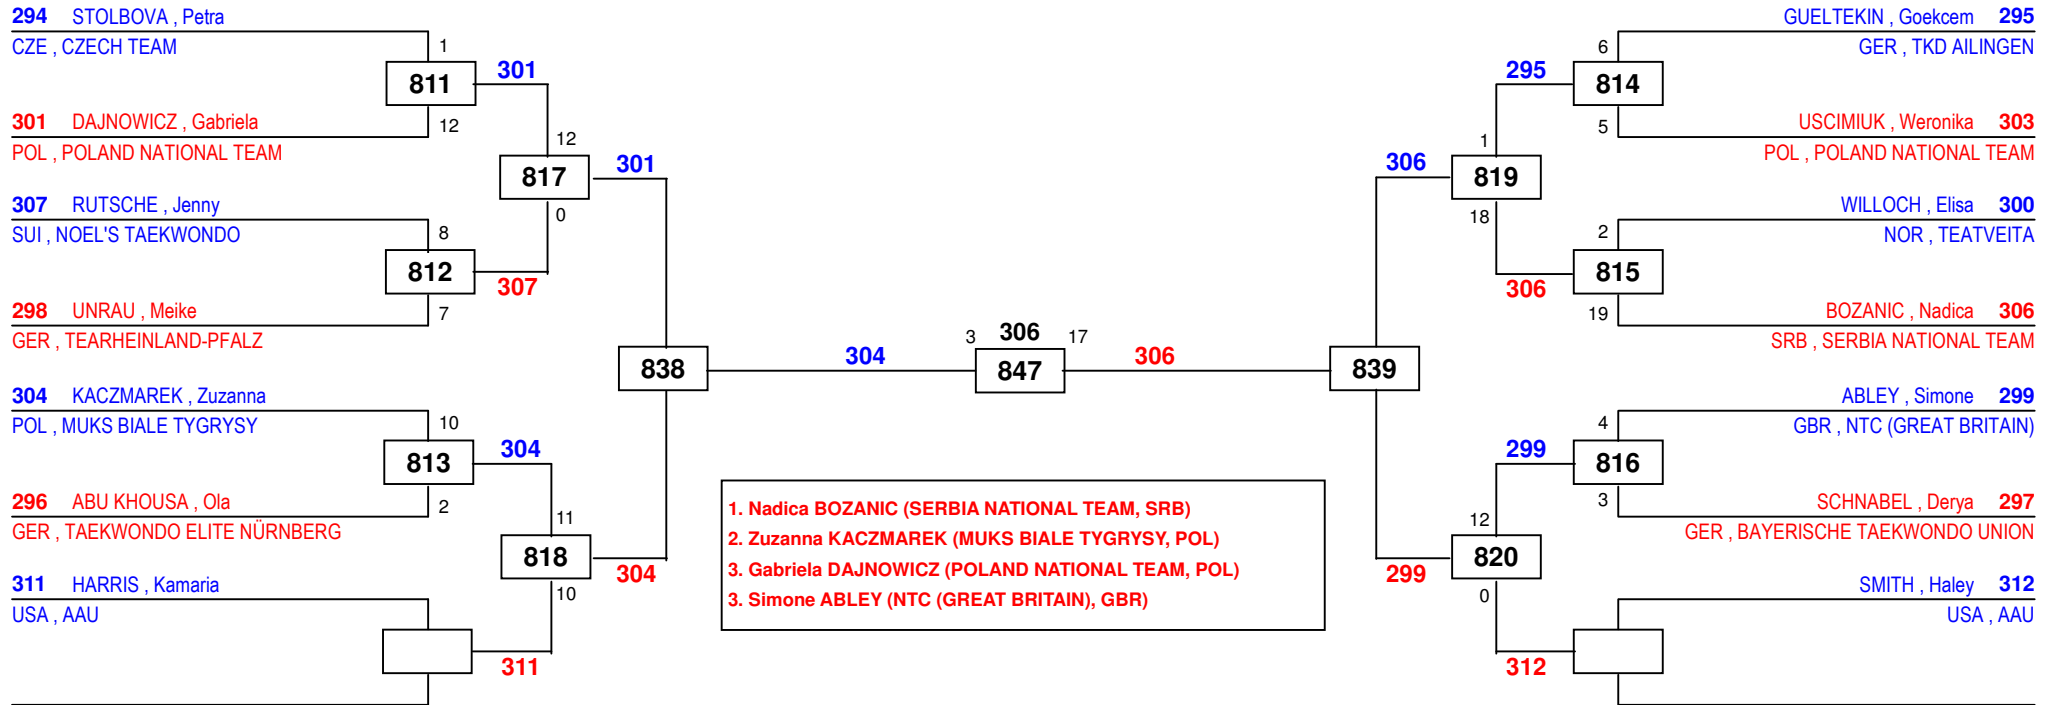 294 STOLBOVA , Petra
CZE , CZECH TEAM
1
811
301
12
301 DAJNOWICZ , Gabriela
POL , POLAND NATIONAL TEAM
12
817
301
0
307 RUTSCHE , Jenny
SUI , NOEL'S TAEKWONDO
8
812
307
7
298 UNRAU , Meike
GER , TEARHEINLAND-PFALZ
838
304
304 KACZMAREK , Zuzanna
POL , MUKS BIALE TYGRYSY
10
813
304
2
296 ABU KHOUSA , Ola
GER , TAEKWONDO ELITE NÜRNBERG
11
818
304
10
311 HARRIS , Kamaria
USA , AAU
311
3 306 17
847
306
1. Nadica BOZANIC (SERBIA NATIONAL TEAM, SRB)
2. Zuzanna KACZMAREK (MUKS BIALE TYGRYSY, POL)
3. Gabriela DAJNOWICZ (POLAND NATIONAL TEAM, POL)
3. Simone ABLEY (NTC (GREAT BRITAIN), GBR)
GUELTEKIN , Goekcem 295
GER , TKD AILINGEN
6
295
814
5
USCIMIUK , Weronika 303
POL , POLAND NATIONAL TEAM
1
306
819
18
WILLOCH , Elisa 300
NOR , TEATVEITA
2
815
306
19
BOZANIC , Nadica 306
SRB , SERBIA NATIONAL TEAM
839
ABLEY , Simone 299
GBR , NTC (GREAT BRITAIN)
4
299
816
3
SCHNABEL , Derya 297
GER , BAYERISCHE TAEKWONDO UNION
12
820
299
0
SMITH , Haley 312
USA , AAU
312